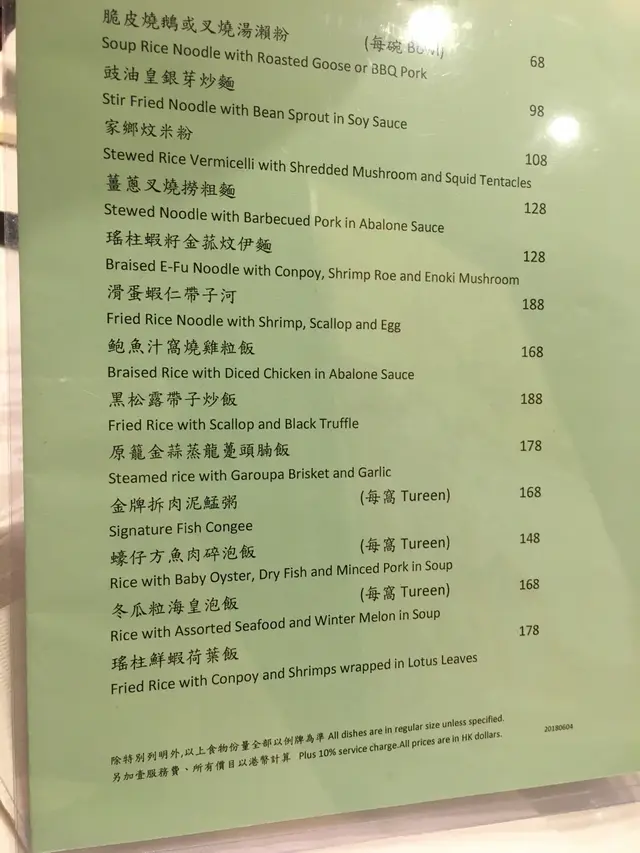 脆皮燒鵝或叉燒湯瀨粉 (每碗 Bowl)
Soup Rice Noodle with Roasted Goose or BBQ Pork 68
豉油皇銀芽炒麵
Stir Fried Noodle with Bean Sprout in Soy Sauce 98
家鄉炆米粉
Stewed Rice Vermicelli with Shredded Mushroom and Squid Tentacles 108
薑蔥叉燒撈粗麵
Stewed Noodle with Barbecued Pork in Abalone Sauce 128
瑤柱蝦籽金菰炆伊麵
Braised E-Fu Noodle with Conpoy, Shrimp Roe and Enoki Mushroom 128
滑蛋蝦仁帶子河
Fried Rice Noodle with Shrimp, Scallop and Egg 188
鮑魚汁窩燒雞粒飯
Braised Rice with Diced Chicken in Abalone Sauce 168
黑松露帶子炒飯
Fried Rice with Scallop and Black Truffle 188
原籠金蒜蒸龍躉頭腩飯
Steamed rice with Garoupa Brisket and Garlic 178
金牌拆肉泥鯭粥 (每窩 Tureen) 168
Signature Fish Congee
蠔仔方魚肉碎泡飯 (每窩 Tureen) 148
Rice with Baby Oyster, Dry Fish and Minced Pork in Soup
冬瓜粒海皇泡飯 (每窩 Tureen) 168
Rice with Assorted Seafood and Winter Melon in Soup
瑤柱鮮蝦荷葉飯 178
Fried Rice with Conpoy and Shrimps wrapped in Lotus Leaves
除特別列明外,以上食物份量全部以例牌為準 All dishes are in regular size unless specified.
另加壹服務費、所有價目以港幣計算 Plus 10% service charge.All prices are in HK dollars. 20180604